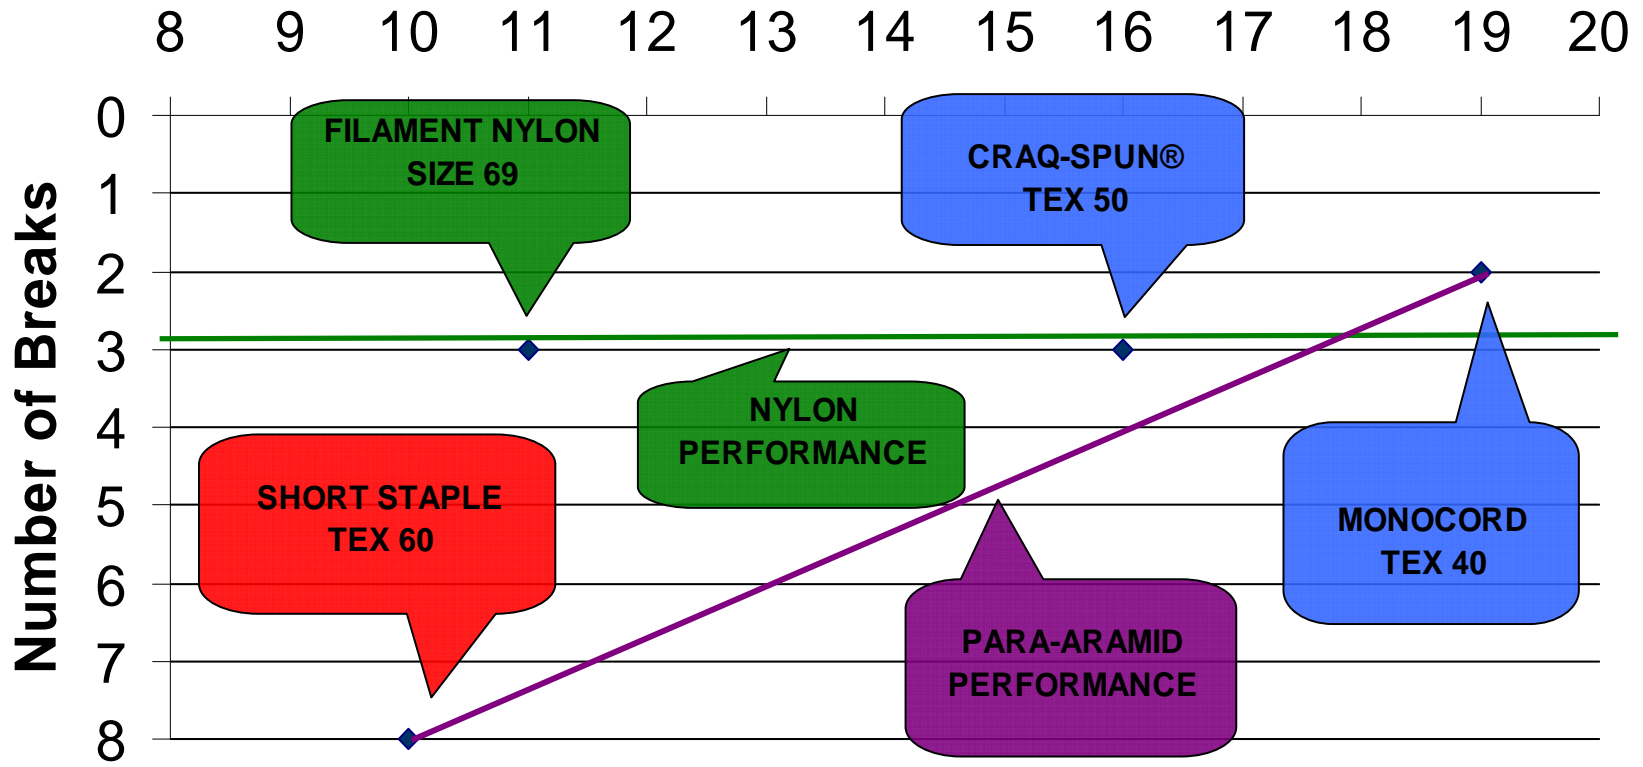 8 9 10 11 12 13 14 15 16 17 18 19 20
Number of Breaks
0
1
2
3
4
5
6
7
8
FILAMENT NYLON
SIZE 69
CRAQ-SPUN®
TEX 50
NYLON
PERFORMANCE
SHORT STAPLE
TEX 60
MONOCORD
TEX 40
PARA-ARAMID
PERFORMANCE